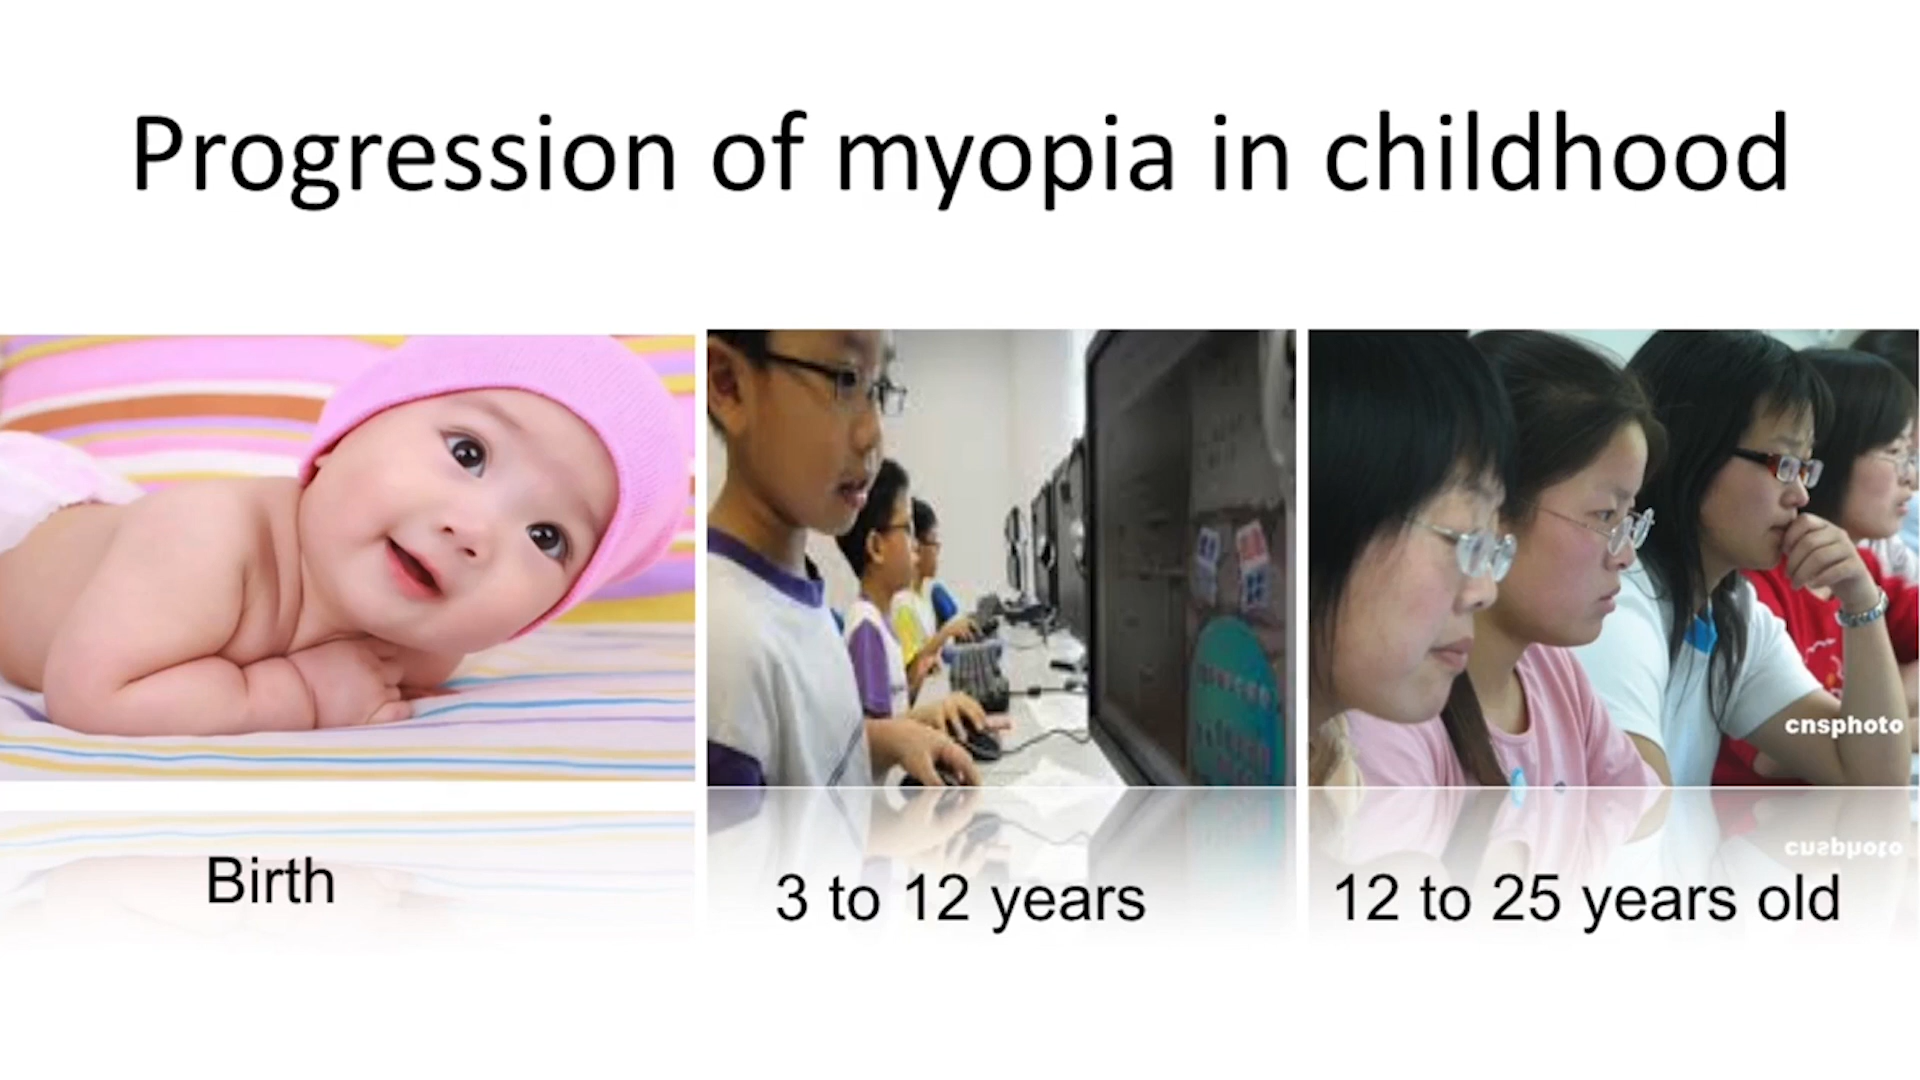 Progression of myopia in childhood
cnsphoto
Birth
3 to 12 years
12 to 25 years old